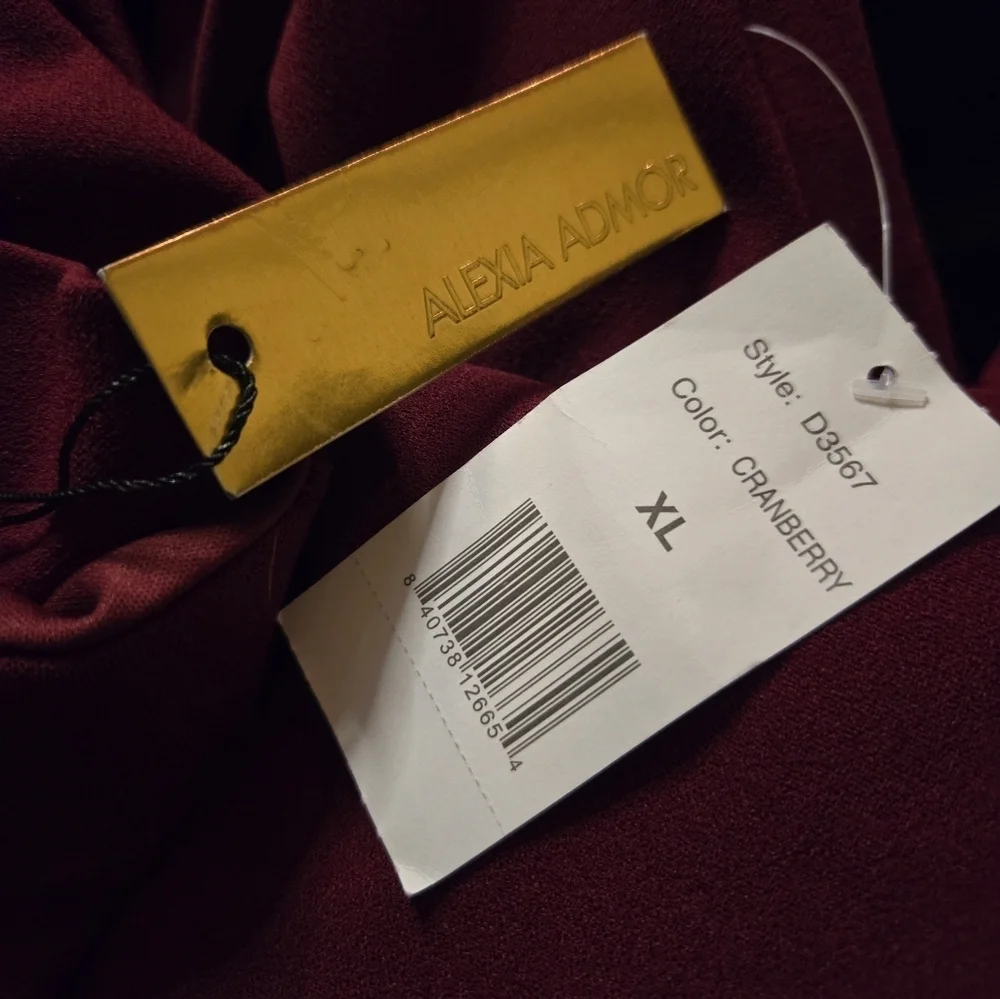 ALEXIA ADMOR
Style: D3567
Color: CRANBERRY
XL
8 40738 12665 4